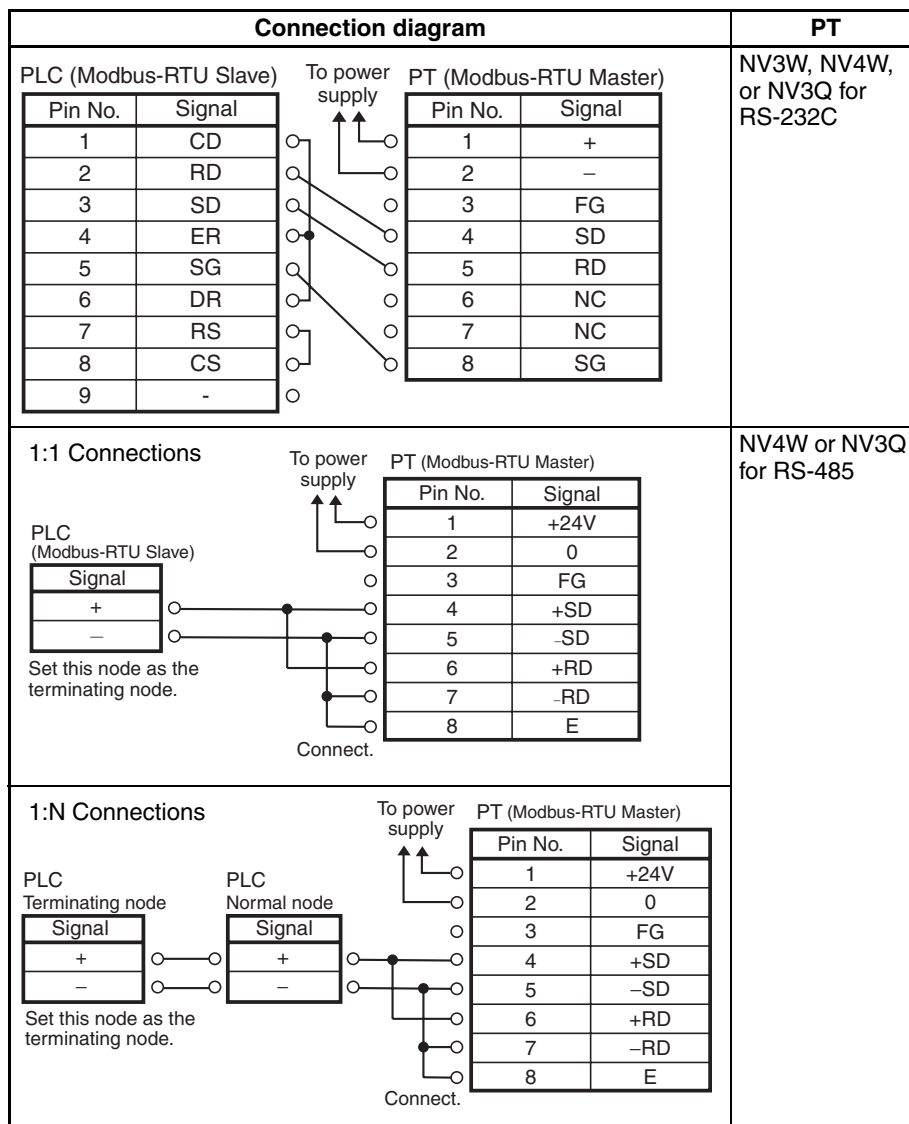 Connection diagram PT
PLC (Modbus-RTU Slave)
Pin No. Signal
1 CD
2 RD
3 SD
4 ER
5 SG
6 DR
7 RS
8 CS
9 -
To power
supply
PT (Modbus-RTU Master)
Pin No. Signal
1 +
2 −
3 FG
4 SD
5 RD
6 NC
7 NC
8 SG
NV3W, NV4W,
or NV3Q for
RS-232C
1:1 Connections
PLC
(Modbus-RTU Slave)
Signal
+
−
Set this node as the
terminating node.
To power
supply
PT (Modbus-RTU Master)
Pin No. Signal
1 +24V
2 0
3 FG
4 +SD
5 -SD
6 +RD
7 -RD
8 E
Connect.
NV4W or NV3Q
for RS-485
1:N Connections
PLC
Terminating node
Signal
+
−
Set this node as the
terminating node.
PLC
Normal node
Signal
+
−
To power
supply
PT (Modbus-RTU Master)
Pin No. Signal
1 +24V
2 0
3 FG
4 +SD
5 −SD
6 +RD
7 −RD
8 E
Connect.